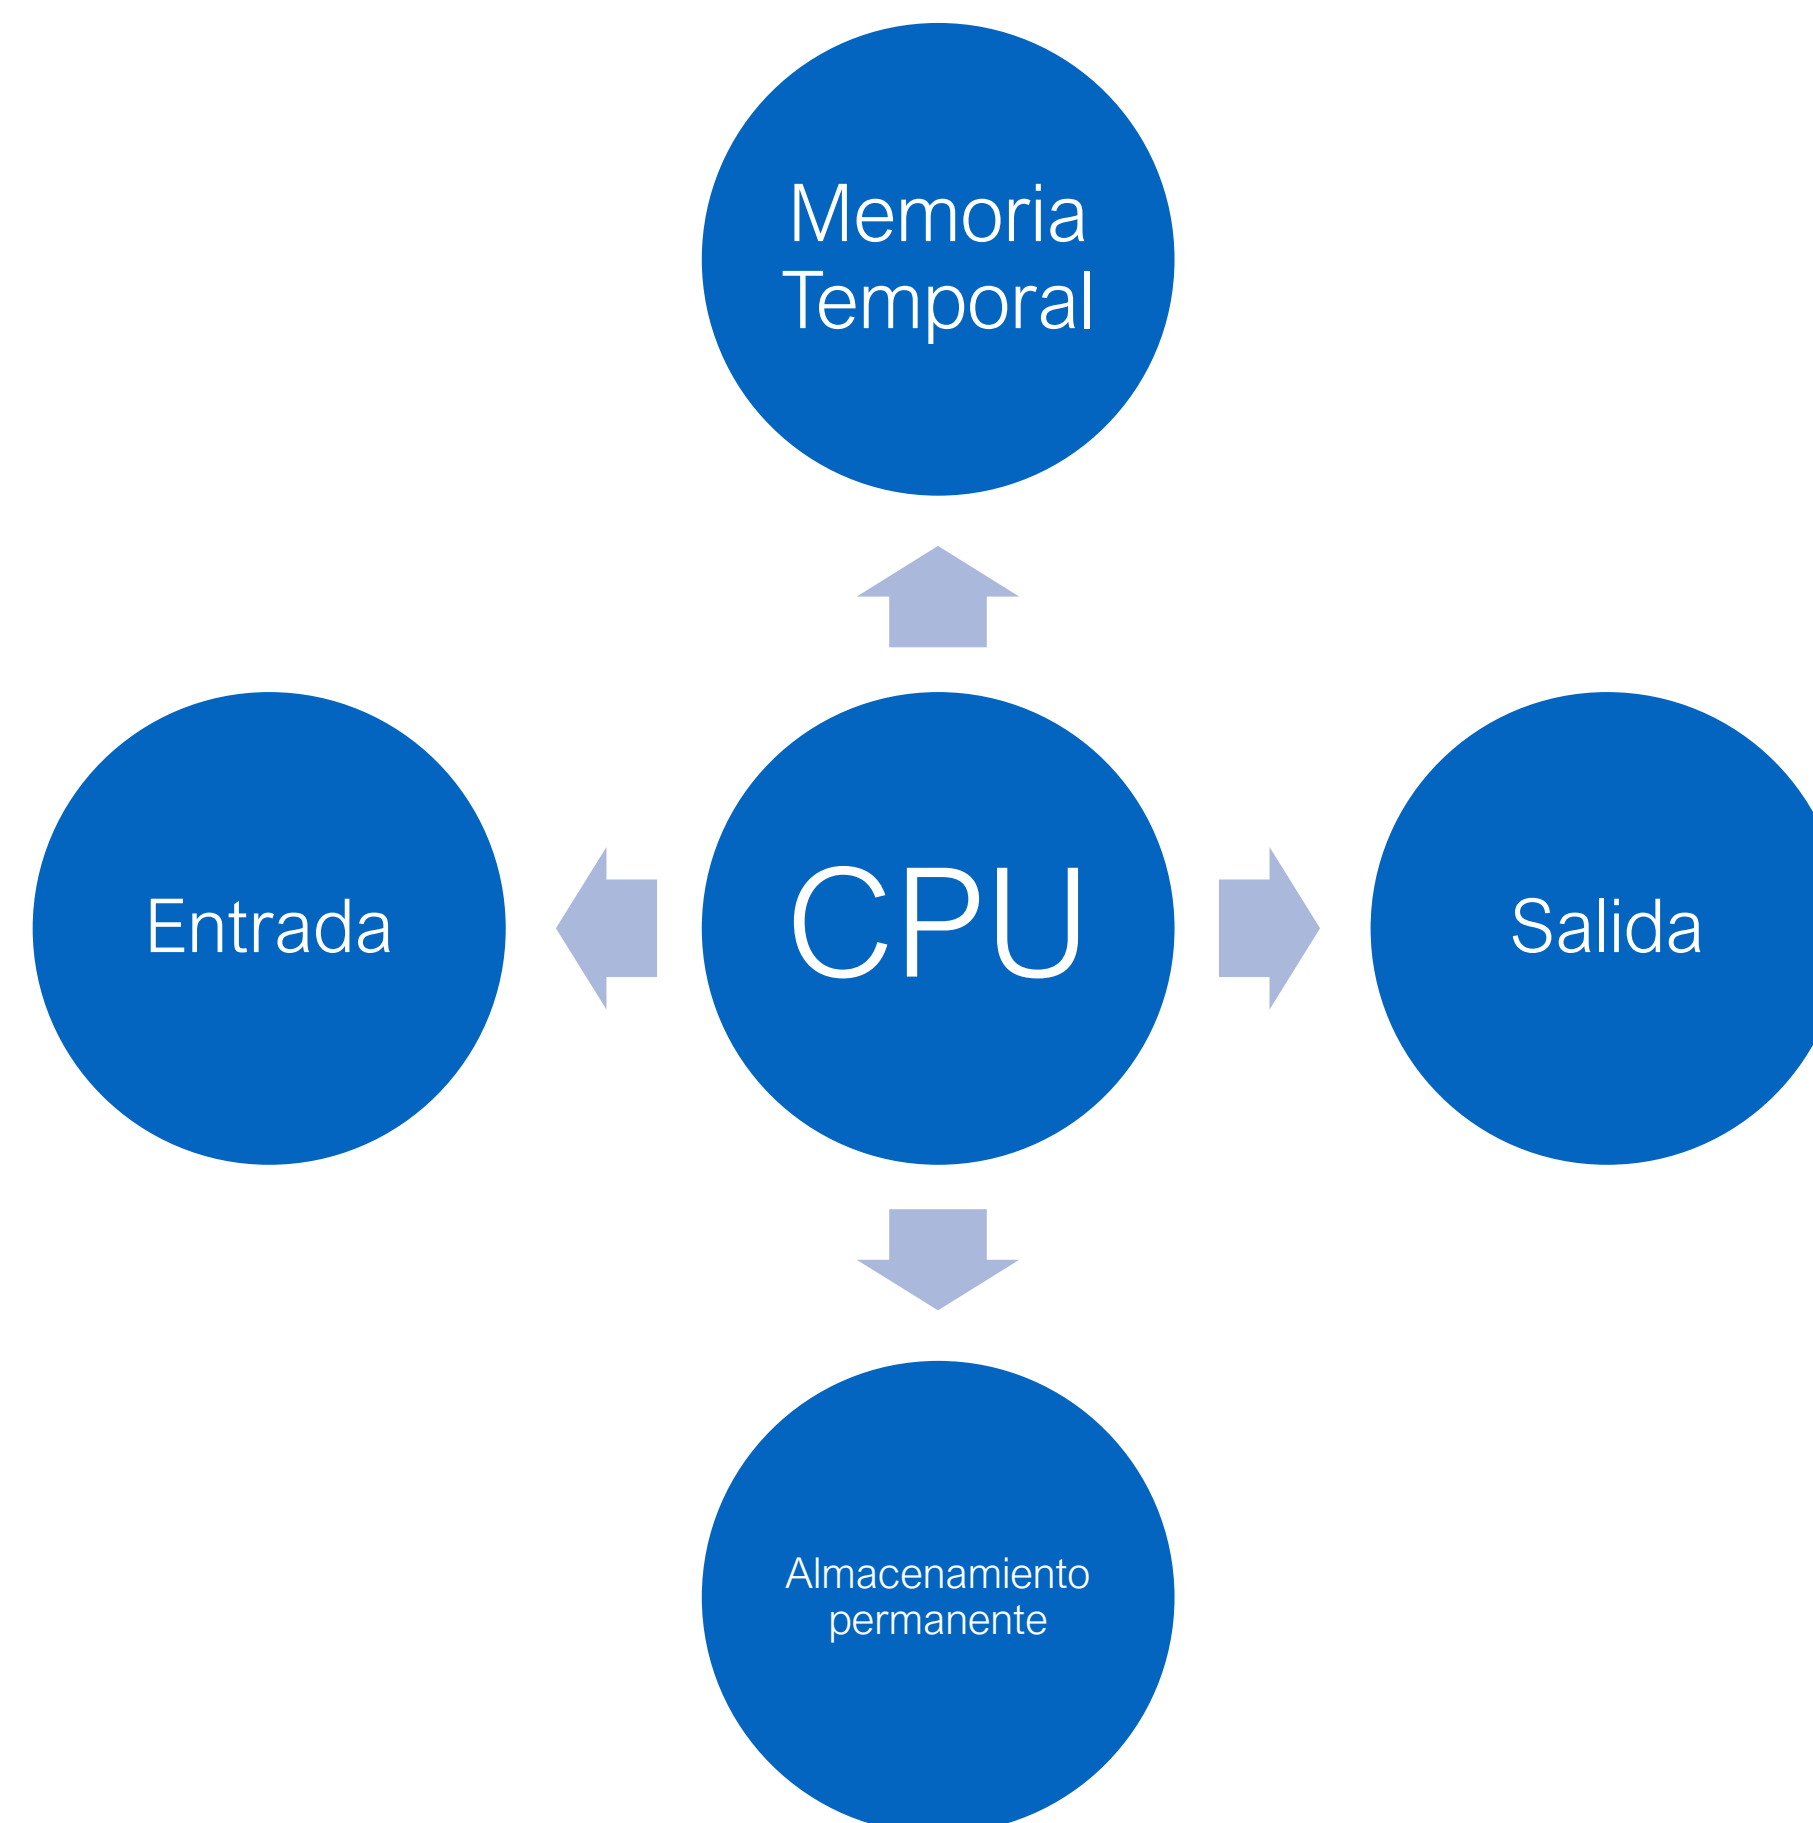 Memoria
Temporal
Entrada
CPU
Salida
Almacenamiento
permanente